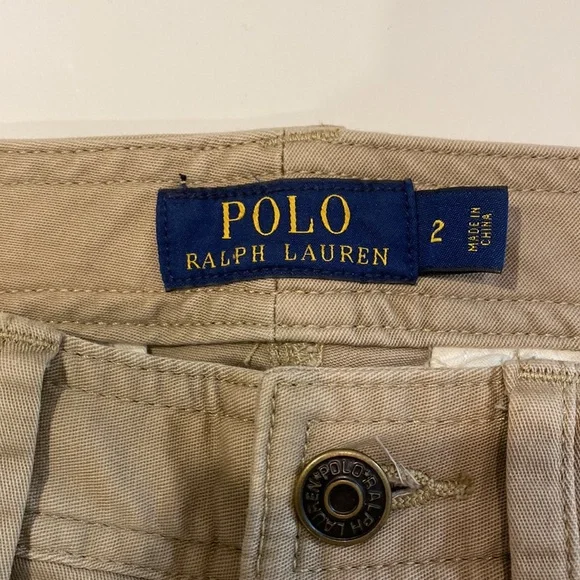 POLO
RALPH LAUREN
2
MADE IN
CHINA
POLO•RALPH LAUREN•